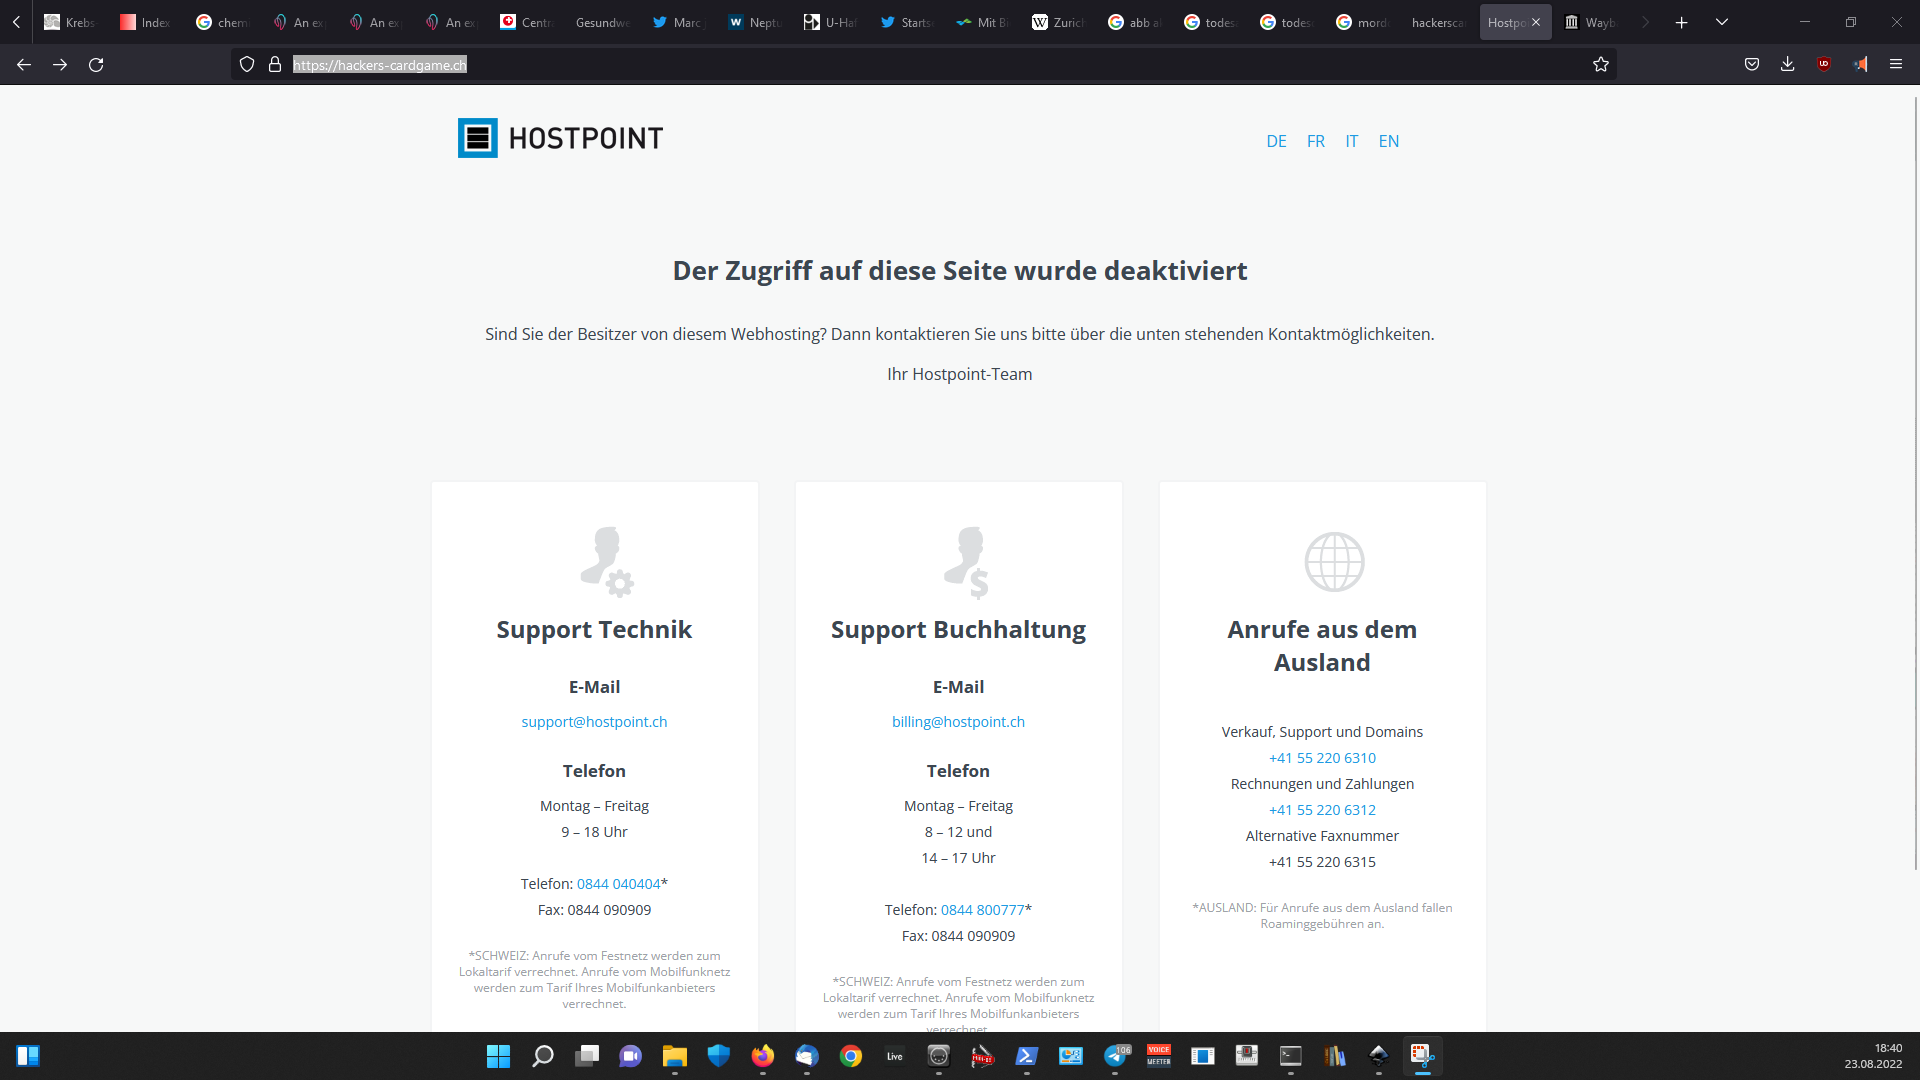 Krebs
Index
chem
An ex
An ex
An ex
Centr
Gesundwe
Marc
Neptu
U-Haf
Starts
Mit B
Zurich
abb a
todes
todes
mord
hackersca
Hostpo
Wayb
https://hackers-cardgame.ch
HOSTPOINT
DE FR IT EN
Der Zugriff auf diese Seite wurde deaktiviert
Sind Sie der Besitzer von diesem Webhosting? Dann kontaktieren Sie uns bitte über die unten stehenden Kontaktmöglichkeiten.
Ihr Hostpoint-Team
Support Technik
E-Mail
support@hostpoint.ch
Telefon
Montag – Freitag
9 – 18 Uhr
Telefon: 0844 040404*
Fax: 0844 090909
*SCHWEIZ: Anrufe vom Festnetz werden zum
Lokaltarif verrechnet. Anrufe vom Mobilfunknetz
werden zum Tarif Ihres Mobilfunkanbieters
verrechnet.
Support Buchhaltung
E-Mail
billing@hostpoint.ch
Telefon
Montag – Freitag
8 – 12 und
14 – 17 Uhr
Telefon: 0844 800777*
Fax: 0844 090909
*SCHWEIZ: Anrufe vom Festnetz werden zum
Lokaltarif verrechnet. Anrufe vom Mobilfunknetz
werden zum Tarif Ihres Mobilfunkanbieters
verrechnet.
Anrufe aus dem
Ausland
Verkauf, Support und Domains
+41 55 220 6310
Rechnungen und Zahlungen
+41 55 220 6312
Alternative Faxnummer
+41 55 220 6315
*AUSLAND: Für Anrufe aus dem Ausland fallen
Roaminggebühren an.
Live
106
VOICE
MEETER
18:40
23.08.2022